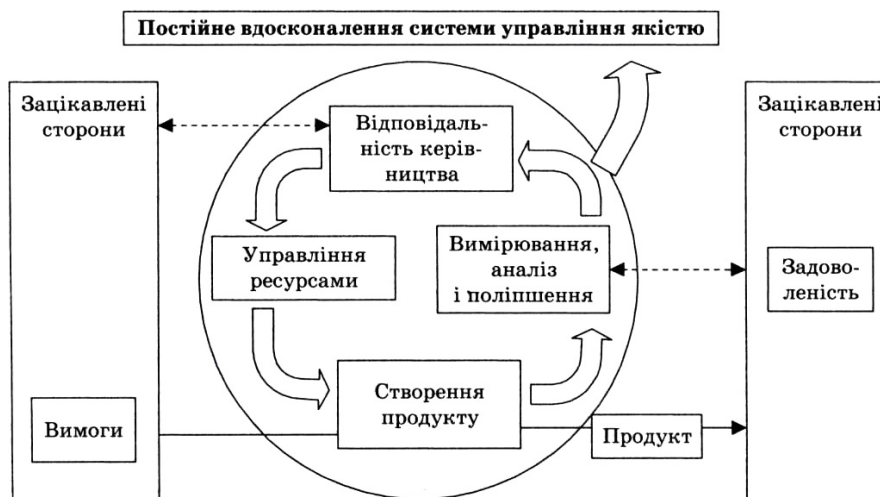 Постійне вдосконалення системи управління якістю
Зацікавлені
сторони
Відповідаль-
ність керів-
ництва
Зацікавлені
сторони
Управління
ресурсами
Вимірювання,
аналіз
і поліпшення
Задово-
леність
Створення
продукту
Вимоги
Продукт